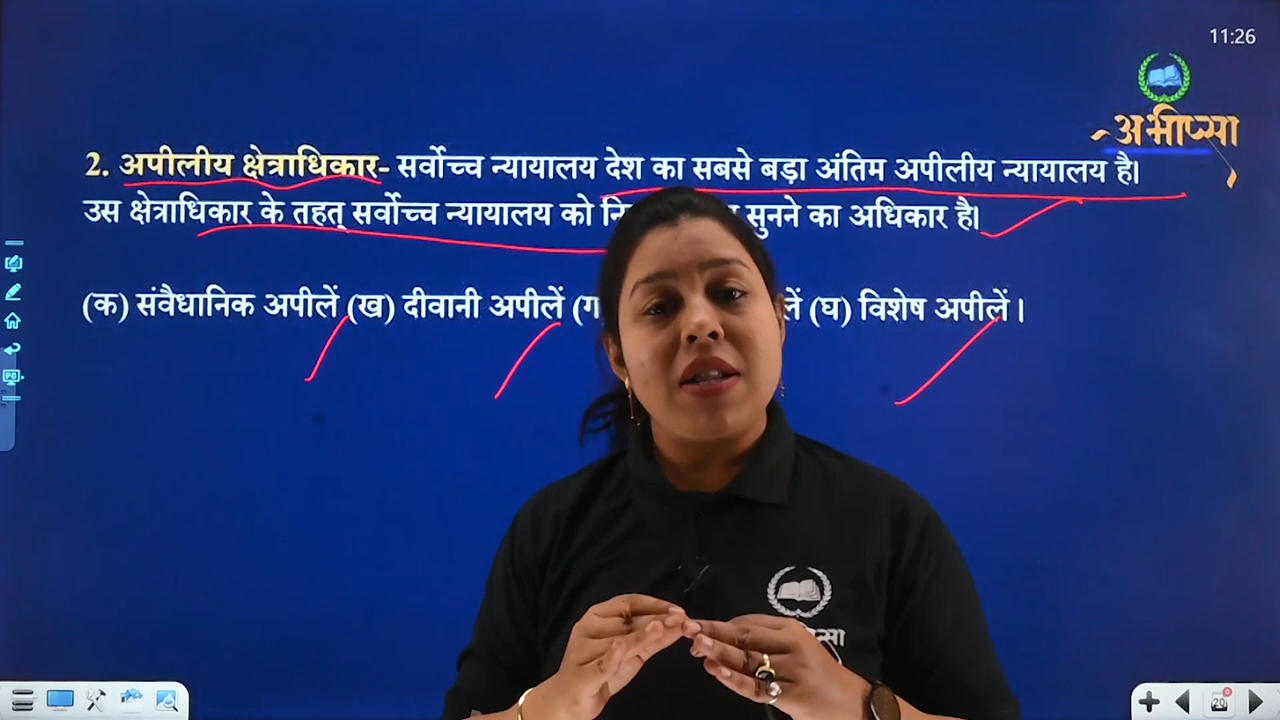 11:26
अभीप्सा
2. अपीलीय क्षेत्राधिकार- सर्वोच्च न्यायालय देश का सबसे बड़ा अंतिम अपीलीय न्यायालय है।
उस क्षेत्राधिकार के तहत् सर्वोच्च न्यायालय को सुनने का अधिकार है।
(क) संवैधानिक अपीलें (ख) दीवानी अपीलें (ग (घ) विशेष अपीलें।
20